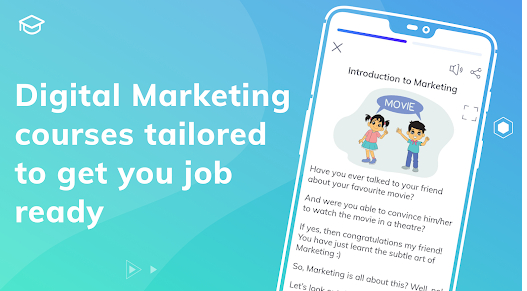 Digital Marketing
courses tailored
to get you job
ready
Introduction to Marketing
MOVIE
Have you ever talked to your friend
about your favourite movie?
And were you able to convince him/her
to watch the movie in a theatre?
If yes, then congratulations my friend!
You have just learnt the subtle art of
Marketing :)
So, Marketing is all about this? Well,
Let's look